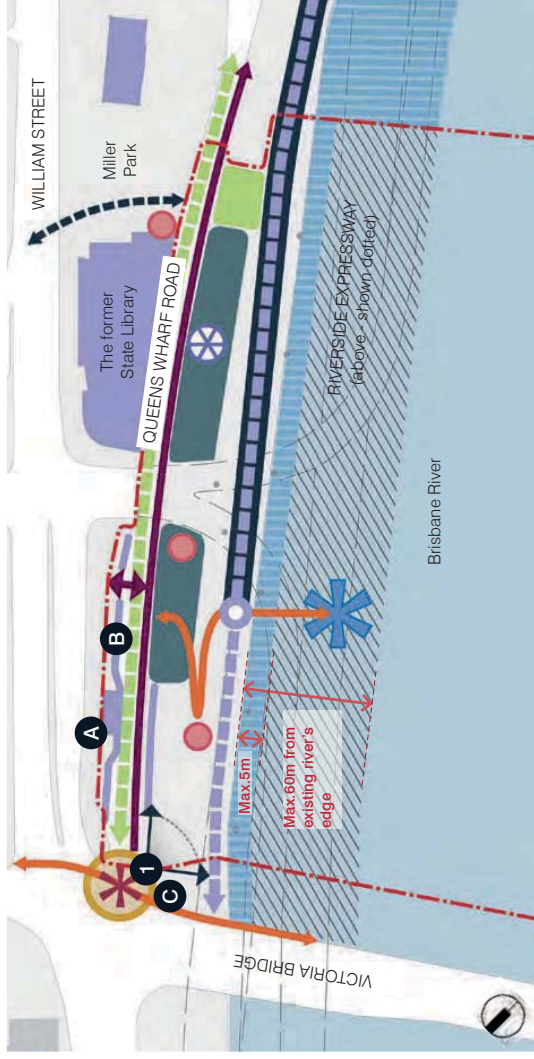 WILLIAM STREET
Miller
Park
The former
State Library
QUEENS WHARF ROAD
RIVERSIDE EXPRESSWAY
(above - shown dotted)
Brisbane River
B
A
Max.5m
Max.60m from
existing river's
edge
1
C
VICTORIA BRIDGE